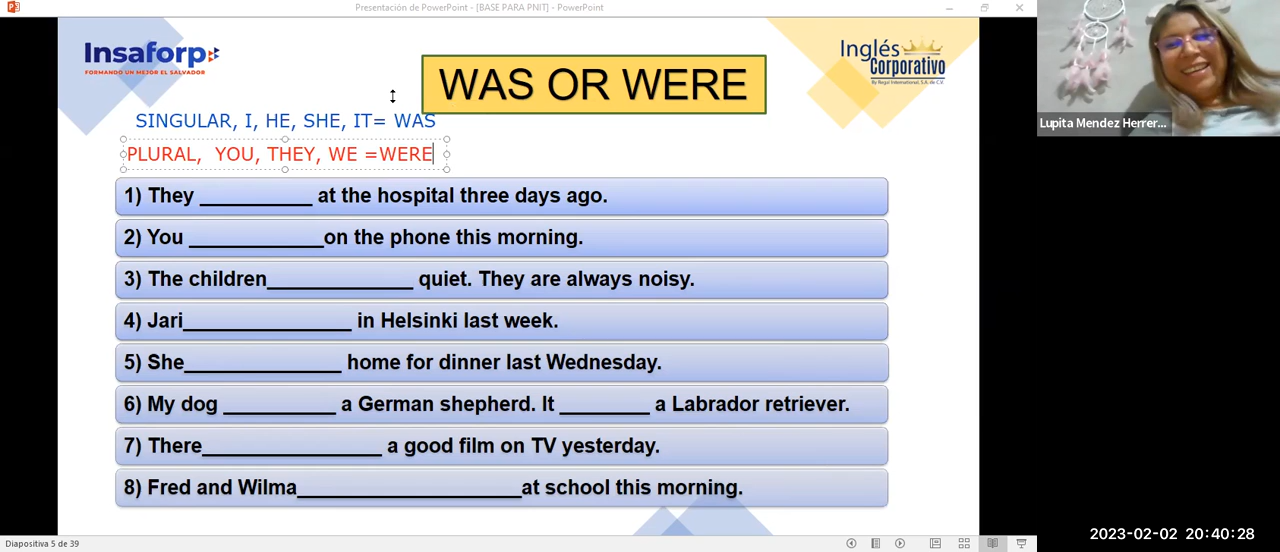 Presentación de PowerPoint - [BASE PARA PNIT] - PowerPoint
Insaforp
FORMANDO UN MEJOR EL SALVADOR
WAS OR WERE
Inglés
Corporativo
By Regal International, S.A. de C.V.
SINGULAR, I, HE, SHE, IT= WAS
PLURAL, YOU, THEY, WE =WERE
1) They __________ at the hospital three days ago.
2) You ____________on the phone this morning.
3) The children_____________ quiet. They are always noisy.
4) Jari_______________ in Helsinki last week.
5) She______________ home for dinner last Wednesday.
6) My dog __________ a German shepherd. It ________ a Labrador retriever.
7) There________________ a good film on TV yesterday.
8) Fred and Wilma____________________at school this morning.
Lupita Mendez Herrer...
Diapositiva 5 de 39
2023-02-02 20:40:28